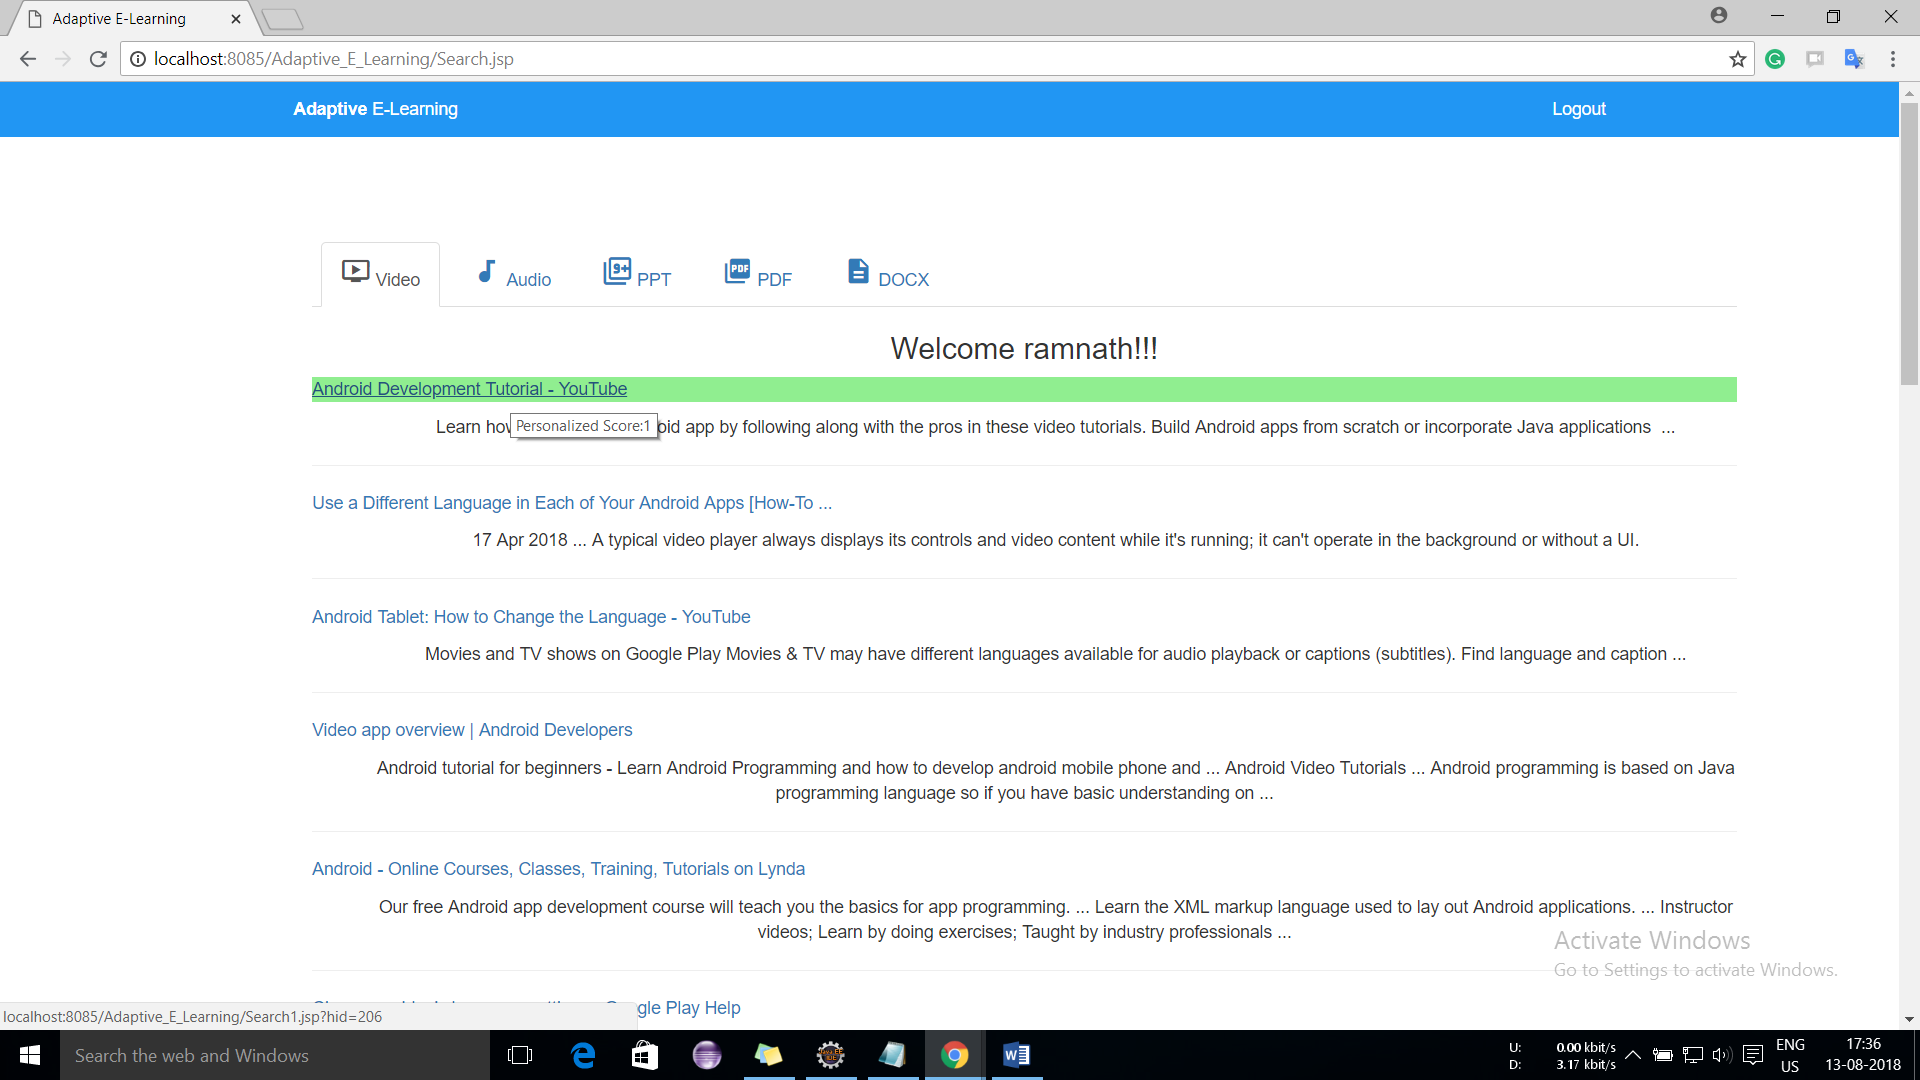 Adaptive E-Learning
localhost:8085/Adaptive_E_Learning/Search.jsp
Adaptive E-Learning
Logout
Video
Audio
PPT
PDF
DOCX
Welcome ramnath!!!
Android Development Tutorial - YouTube
Learn how
Personalized Score:1
oid app by following along with the pros in these video tutorials. Build Android apps from scratch or incorporate Java applications ...
Use a Different Language in Each of Your Android Apps [How-To ...
17 Apr 2018 ... A typical video player always displays its controls and video content while it's running; it can't operate in the background or without a UI.
Android Tablet: How to Change the Language - YouTube
Movies and TV shows on Google Play Movies & TV may have different languages available for audio playback or captions (subtitles). Find language and caption ...
Video app overview | Android Developers
Android tutorial for beginners - Learn Android Programming and how to develop android mobile phone and ... Android Video Tutorials ... Android programming is based on Java
programming language so if you have basic understanding on ...
Android - Online Courses, Classes, Training, Tutorials on Lynda
Our free Android app development course will teach you the basics for app programming. ... Learn the XML markup language used to lay out Android applications. ... Instructor
videos; Learn by doing exercises; Taught by industry professionals ...
Activate Windows
Go to Settings to activate Windows.
gle Play Help
localhost:8085/Adaptive_E_Learning/Search1.jsp?hid=206
Search the web and Windows
U: 0.00 kbit/s
D: 3.17 kbit/s
ENG
US
17:36
13-08-2018